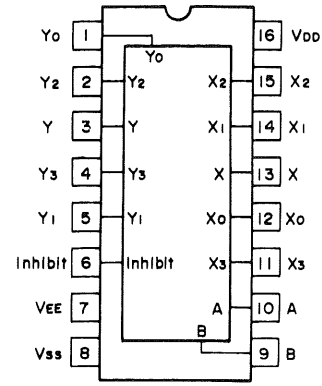 Y0 1 Y0 16 VDD
Y2 2 Y2 X2 15 X2
Y 3 Y X1 14 X1
Y3 4 Y3 X 13 X
Y1 5 Y1 X0 12 X0
Inhibit 6 Inhibit X3 11 X3
VEE 7 A 10 A
VSS 8 B 9 B